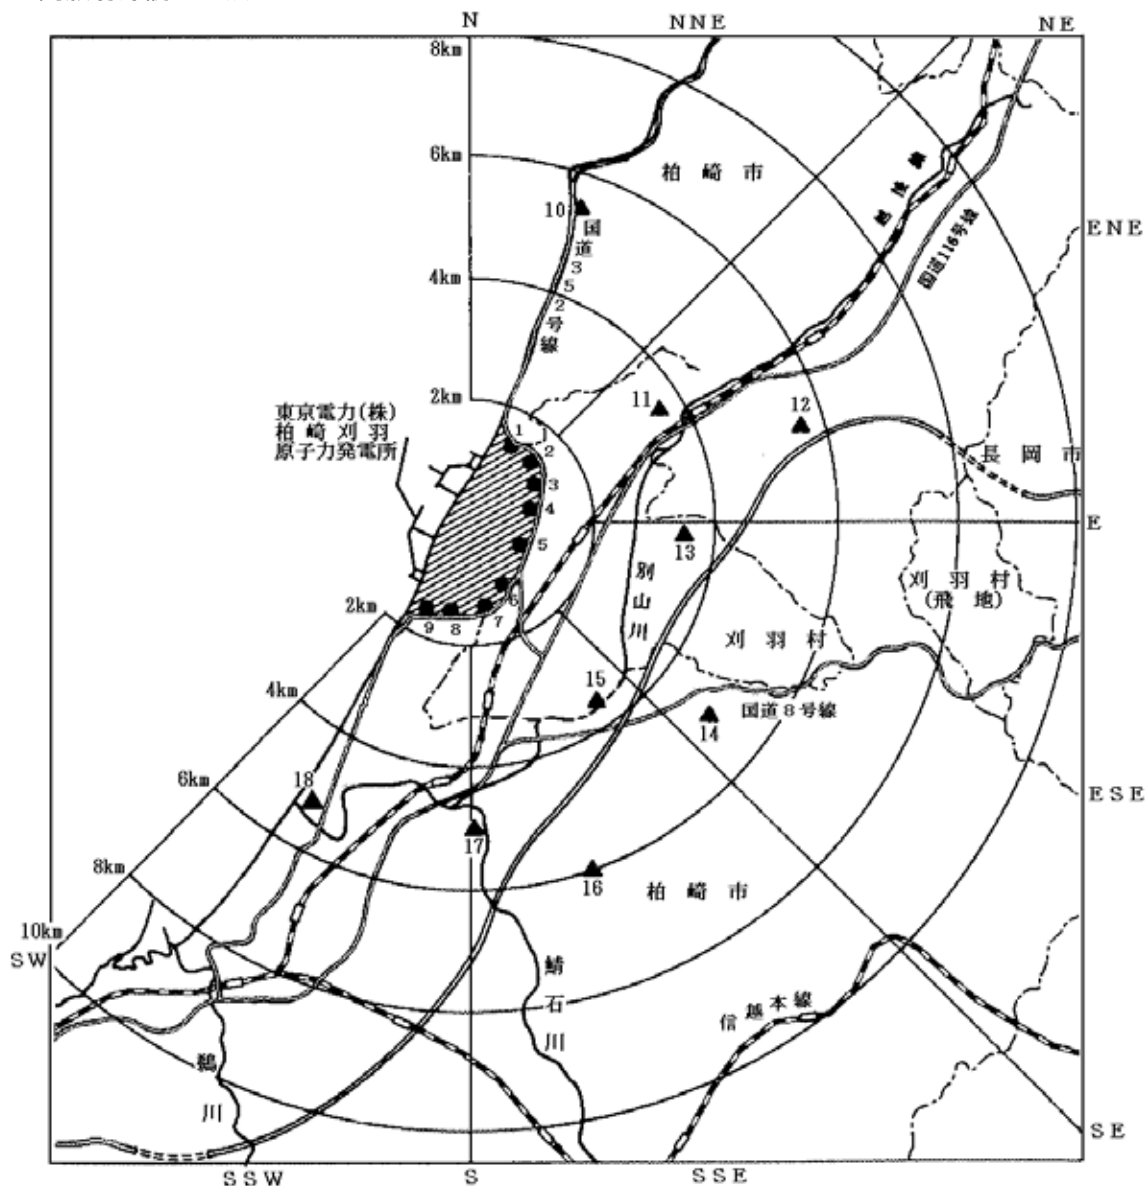 N
NNE
NE
8km
6km
柏崎市
越後線
10
国道352号線
国道116号線
ENE
4km
2km
11
12
東京電力(株)
柏崎刈羽
原子力発電所
1
2
3
4
5
6
7
8
9
長岡市
E
13
別山川
刈羽村
(飛地)
2km
刈羽村
15
14
国道8号線
4km
6km
18
ESE
17
8km
16
柏崎市
10km
SW
鯖石川
信越本線
鵜川
SE
SSW
S
SSE